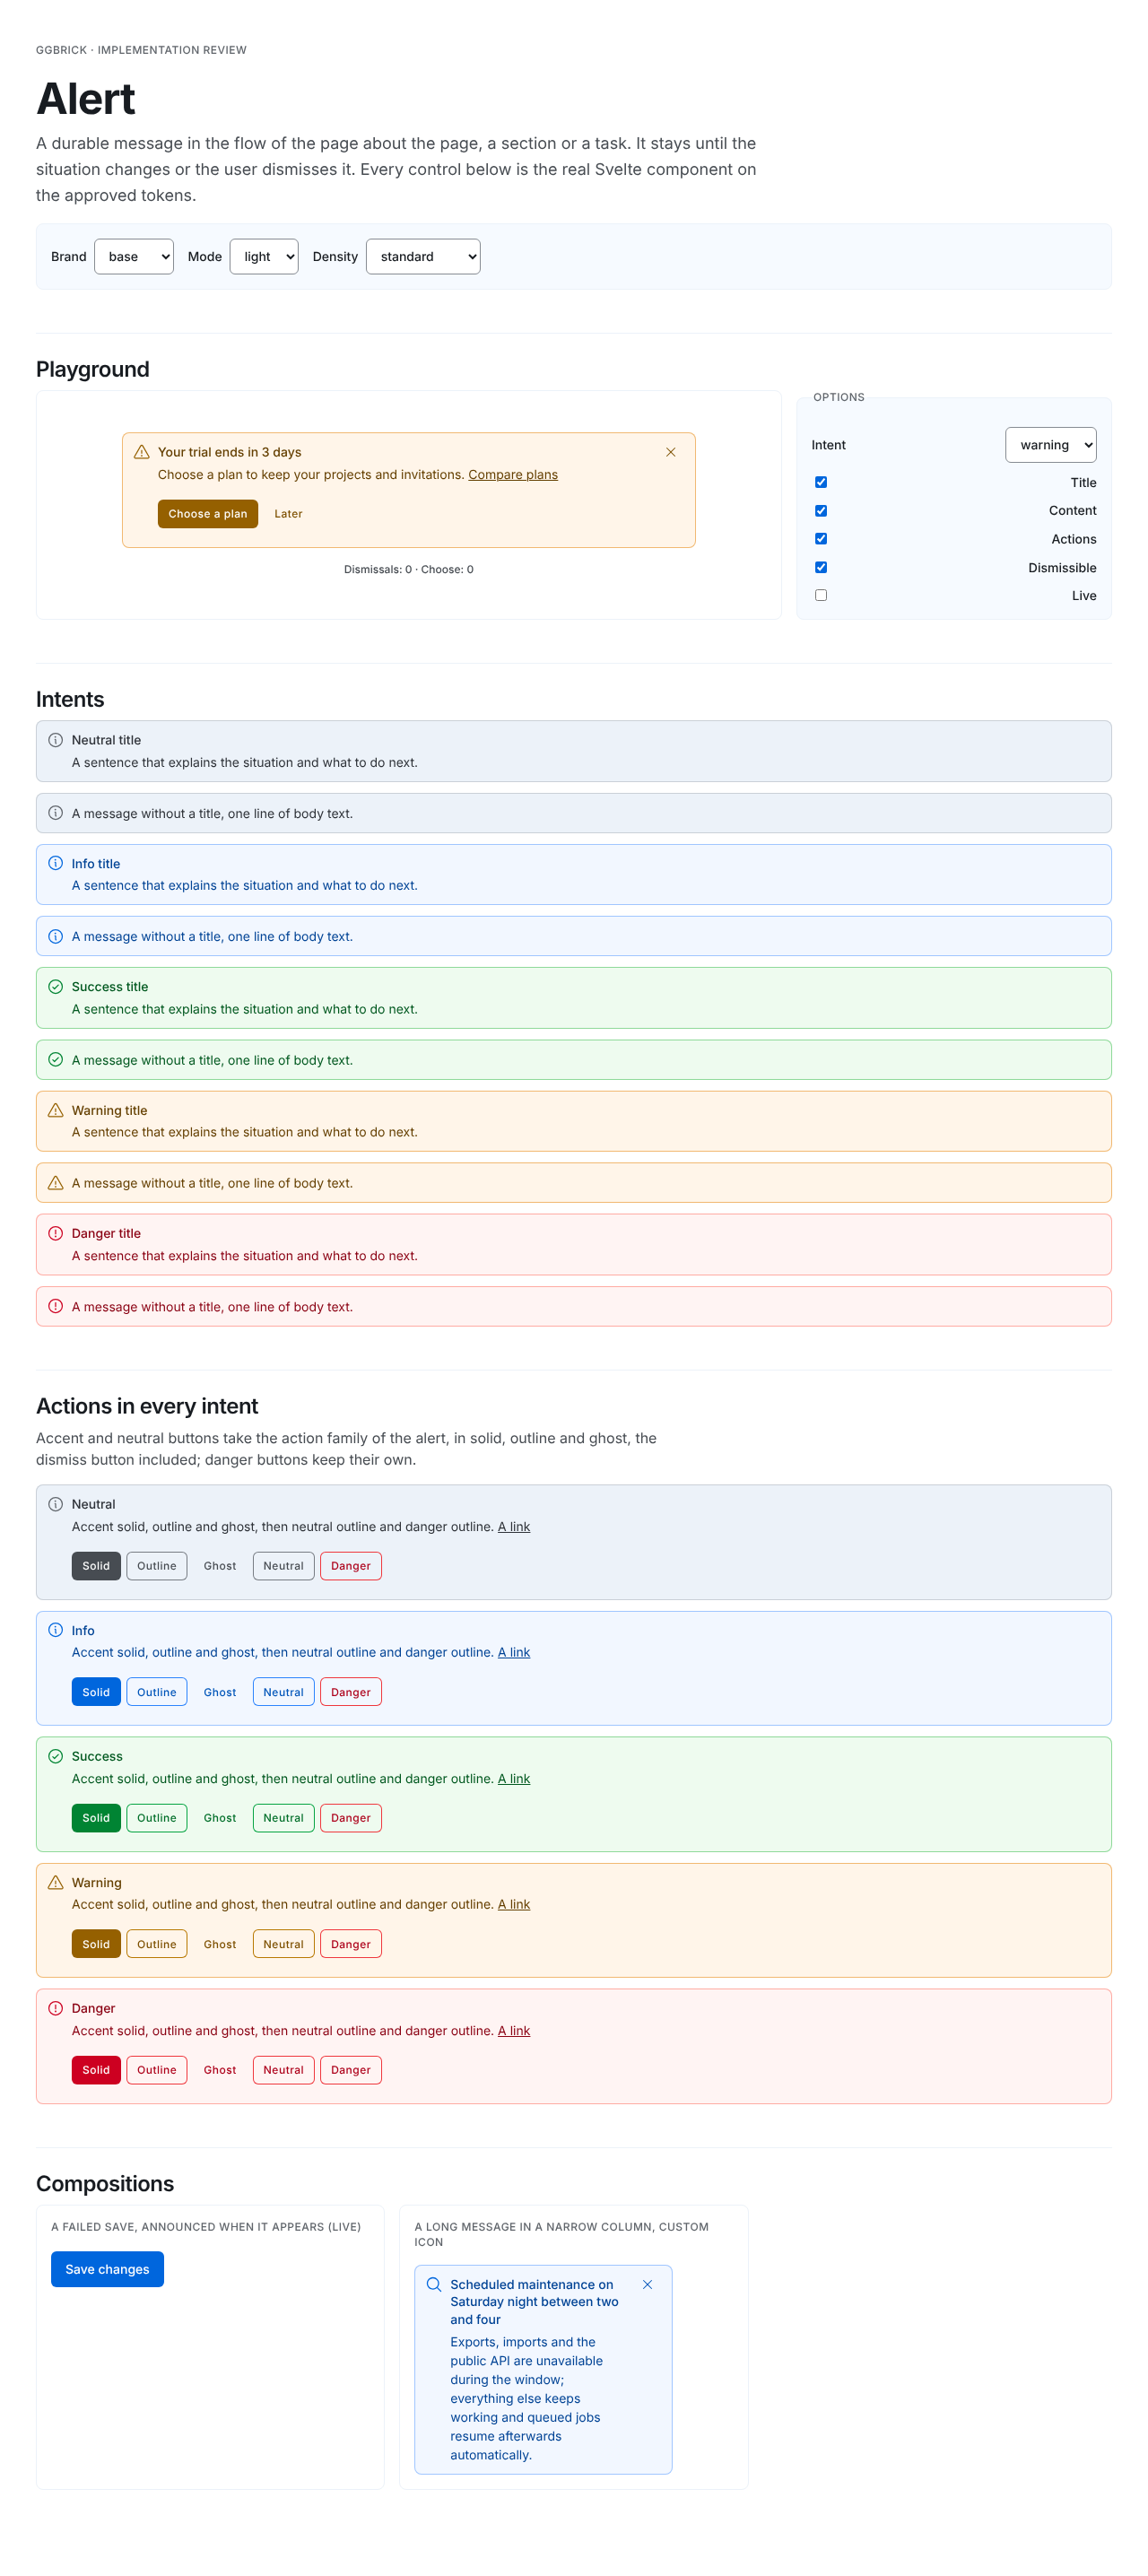 GGBRICK · IMPLEMENTATION REVIEW
Alert
A durable message in the flow of the page about the page, a section or a task. It stays until the
situation changes or the user dismisses it. Every control below is the real Svelte component on
the approved tokens.
Brand base Mode light Density standard
Playground
OPTIONS
Your trial ends in 3 days
Choose a plan to keep your projects and invitations. Compare plans
Choose a plan Later
Dismissals: 0 · Choose: 0
Intent warning
Title
Content
Actions
Dismissible
Live
Intents
Neutral title
A sentence that explains the situation and what to do next.
A message without a title, one line of body text.
Info title
A sentence that explains the situation and what to do next.
A message without a title, one line of body text.
Success title
A sentence that explains the situation and what to do next.
A message without a title, one line of body text.
Warning title
A sentence that explains the situation and what to do next.
A message without a title, one line of body text.
Danger title
A sentence that explains the situation and what to do next.
A message without a title, one line of body text.
Actions in every intent
Accent and neutral buttons take the action family of the alert, in solid, outline and ghost, the
dismiss button included; danger buttons keep their own.
Neutral
Accent solid, outline and ghost, then neutral outline and danger outline. A link
Solid Outline Ghost Neutral Danger
Info
Accent solid, outline and ghost, then neutral outline and danger outline. A link
Solid Outline Ghost Neutral Danger
Success
Accent solid, outline and ghost, then neutral outline and danger outline. A link
Solid Outline Ghost Neutral Danger
Warning
Accent solid, outline and ghost, then neutral outline and danger outline. A link
Solid Outline Ghost Neutral Danger
Danger
Accent solid, outline and ghost, then neutral outline and danger outline. A link
Solid Outline Ghost Neutral Danger
Compositions
A FAILED SAVE, ANNOUNCED WHEN IT APPEARS (LIVE)
Save changes
A LONG MESSAGE IN A NARROW COLUMN, CUSTOM
ICON
Scheduled maintenance on
Saturday night between two
and four
Exports, imports and the
public API are unavailable
during the window;
everything else keeps
working and queued jobs
resume afterwards
automatically.